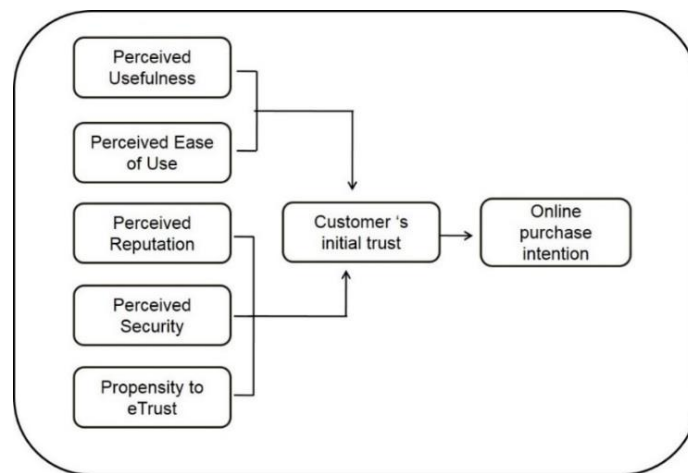 Perceived
Usefulness
Perceived Ease
of Use
Perceived
Reputation
Perceived
Security
Propensity to
eTrust
Customer ‘s
initial trust
Online
purchase
intention